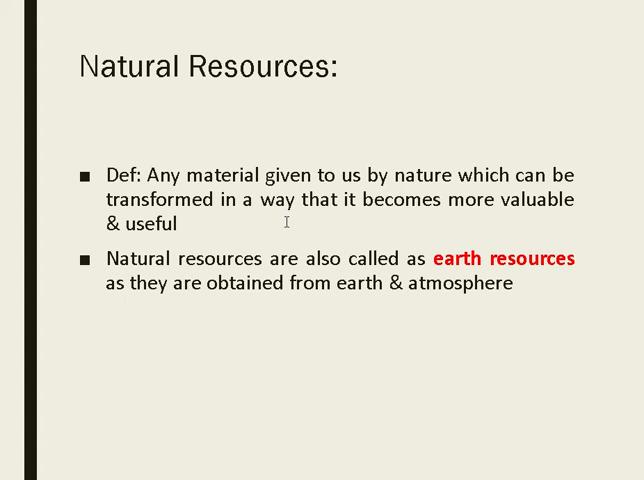 Natural Resources:
■ Def: Any material given to us by nature which can be
transformed in a way that it becomes more valuable
& useful
■ Natural resources are also called as earth resources
as they are obtained from earth & atmosphere